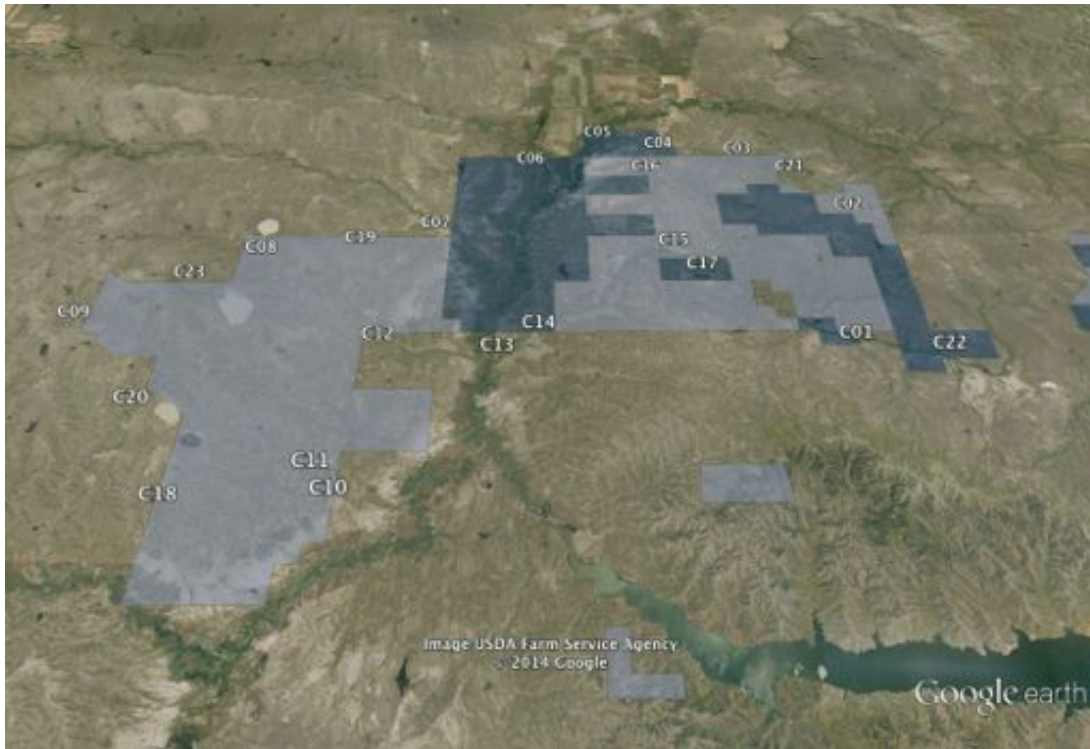 C05
C04
C03
C06
C16
C21
C02
C07
C19
C15
C08
C17
C23
C09
C14
C12
C01
C13
C22
C20
C11
C10
C18
Image USDA Farm Service Agency
© 2014 Google
Google earth